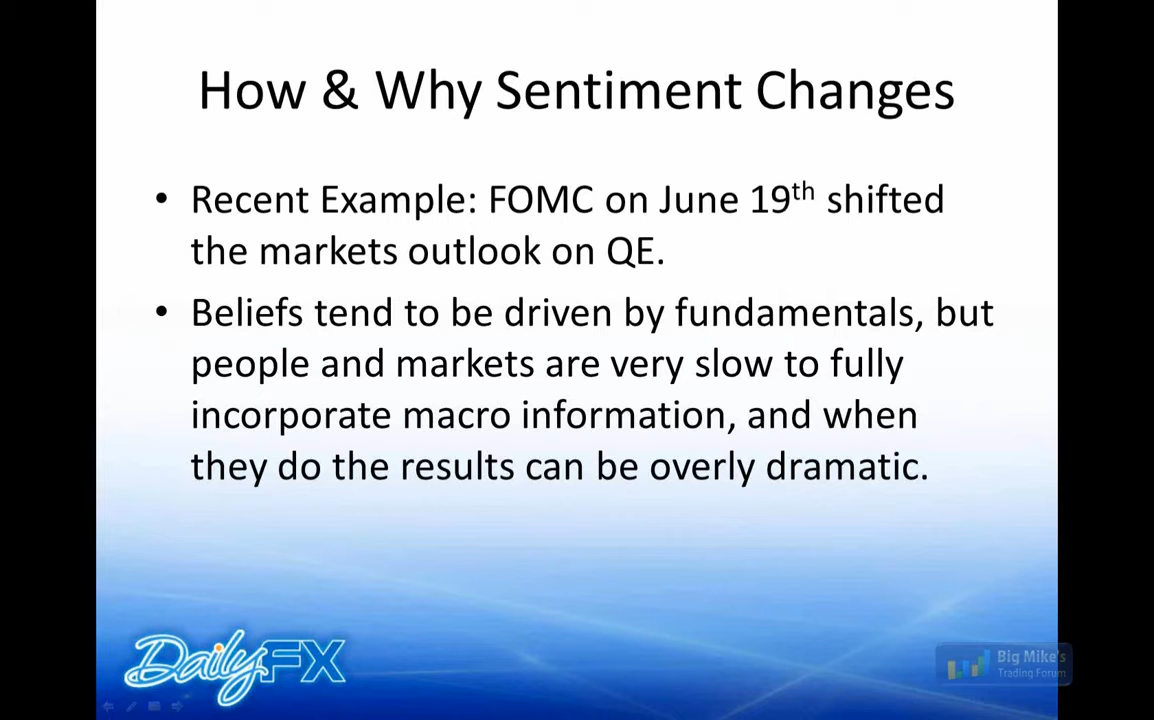 How & Why Sentiment Changes
• Recent Example: FOMC on June 19th shifted
the markets outlook on QE.
• Beliefs tend to be driven by fundamentals, but
people and markets are very slow to fully
incorporate macro information, and when
they do the results can be overly dramatic.
DailyFX
Big Mike's
Trading Forum